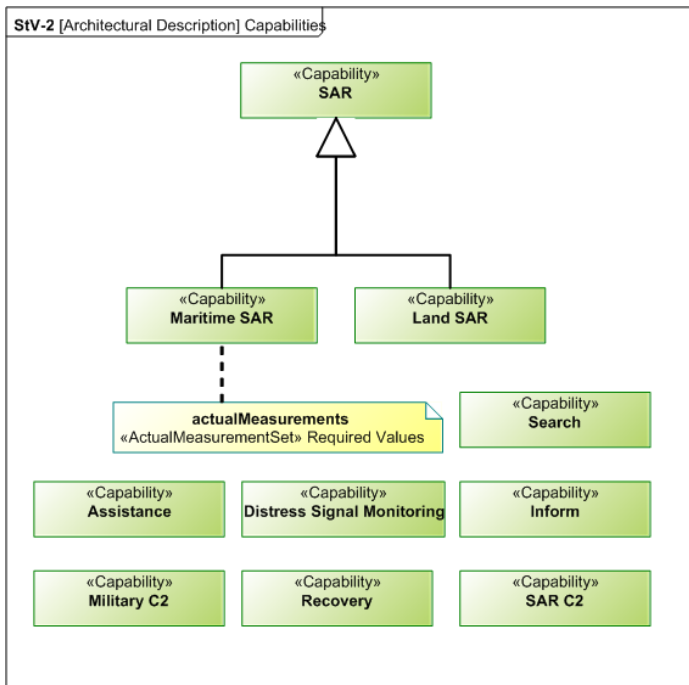 StV-2 [Architectural Description] Capabilities
«Capability»
SAR
«Capability»
Maritime SAR
«Capability»
Land SAR
actualMeasurements
«ActualMeasurementSet» Required Values
«Capability»
Search
«Capability»
Assistance
«Capability»
Distress Signal Monitoring
«Capability»
Inform
«Capability»
Military C2
«Capability»
Recovery
«Capability»
SAR C2